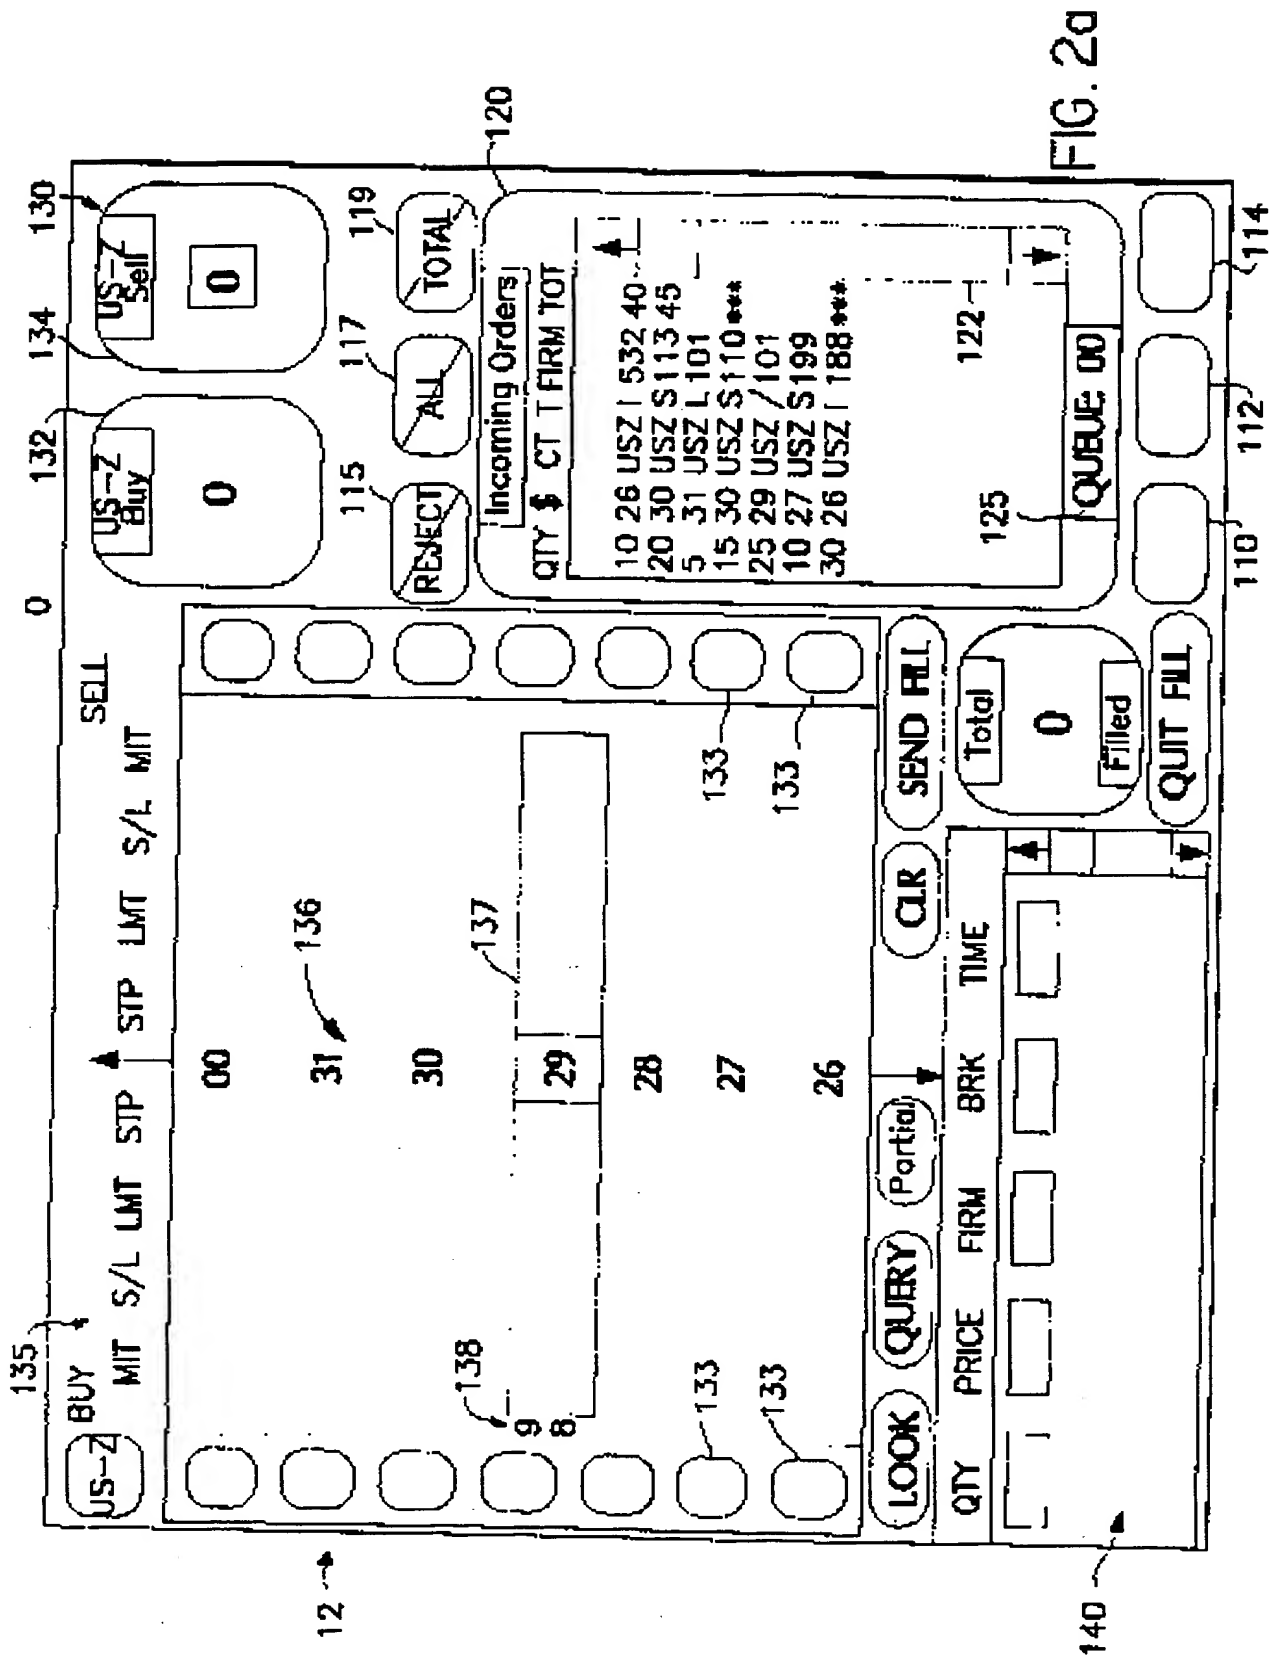 12
135
US-Z
BUY
SELL
0
MIT S/L LMT STP STP LMT S/L MIT
132
US-Z
Buy
0
134
130
US-Z
Sell
0
115
REJECT
117
ALL
119
TOTAL
120
Incoming Orders
QTY $ CT T FIRM TOT
10 26 USZ | 532 40
20 30 USZ S 113 45
5 31 USZ L 101
15 30 USZ S 110 ***
25 29 USZ / 101
10 27 USZ S 199
30 26 USZ | 188 ***
122
125
QUEUE 00
110
112
114
00
136
31
30
138
9
8
137
29
28
27
26
133
133
133
133
LOOK
QUERY
Partial
CLR
SEND FILL
QTY PRICE FIRM BRK TIME
Total
0
Filled
QUIT FILL
140
FIG. 2a